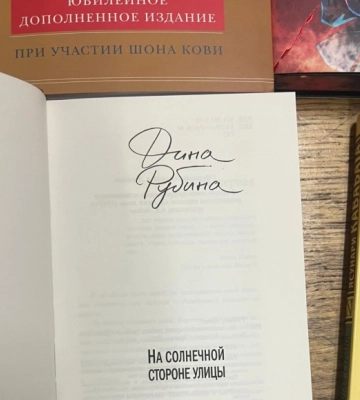 ЮБИЛЕЙНОЕ
ДОПОЛНЕННОЕ ИЗДАНИЕ
ПРИ УЧАСТИИ ШОНА КОВИ
Дина
Рубина
НА СОЛНЕЧНОЙ
СТОРОНЕ УЛИЦЫ